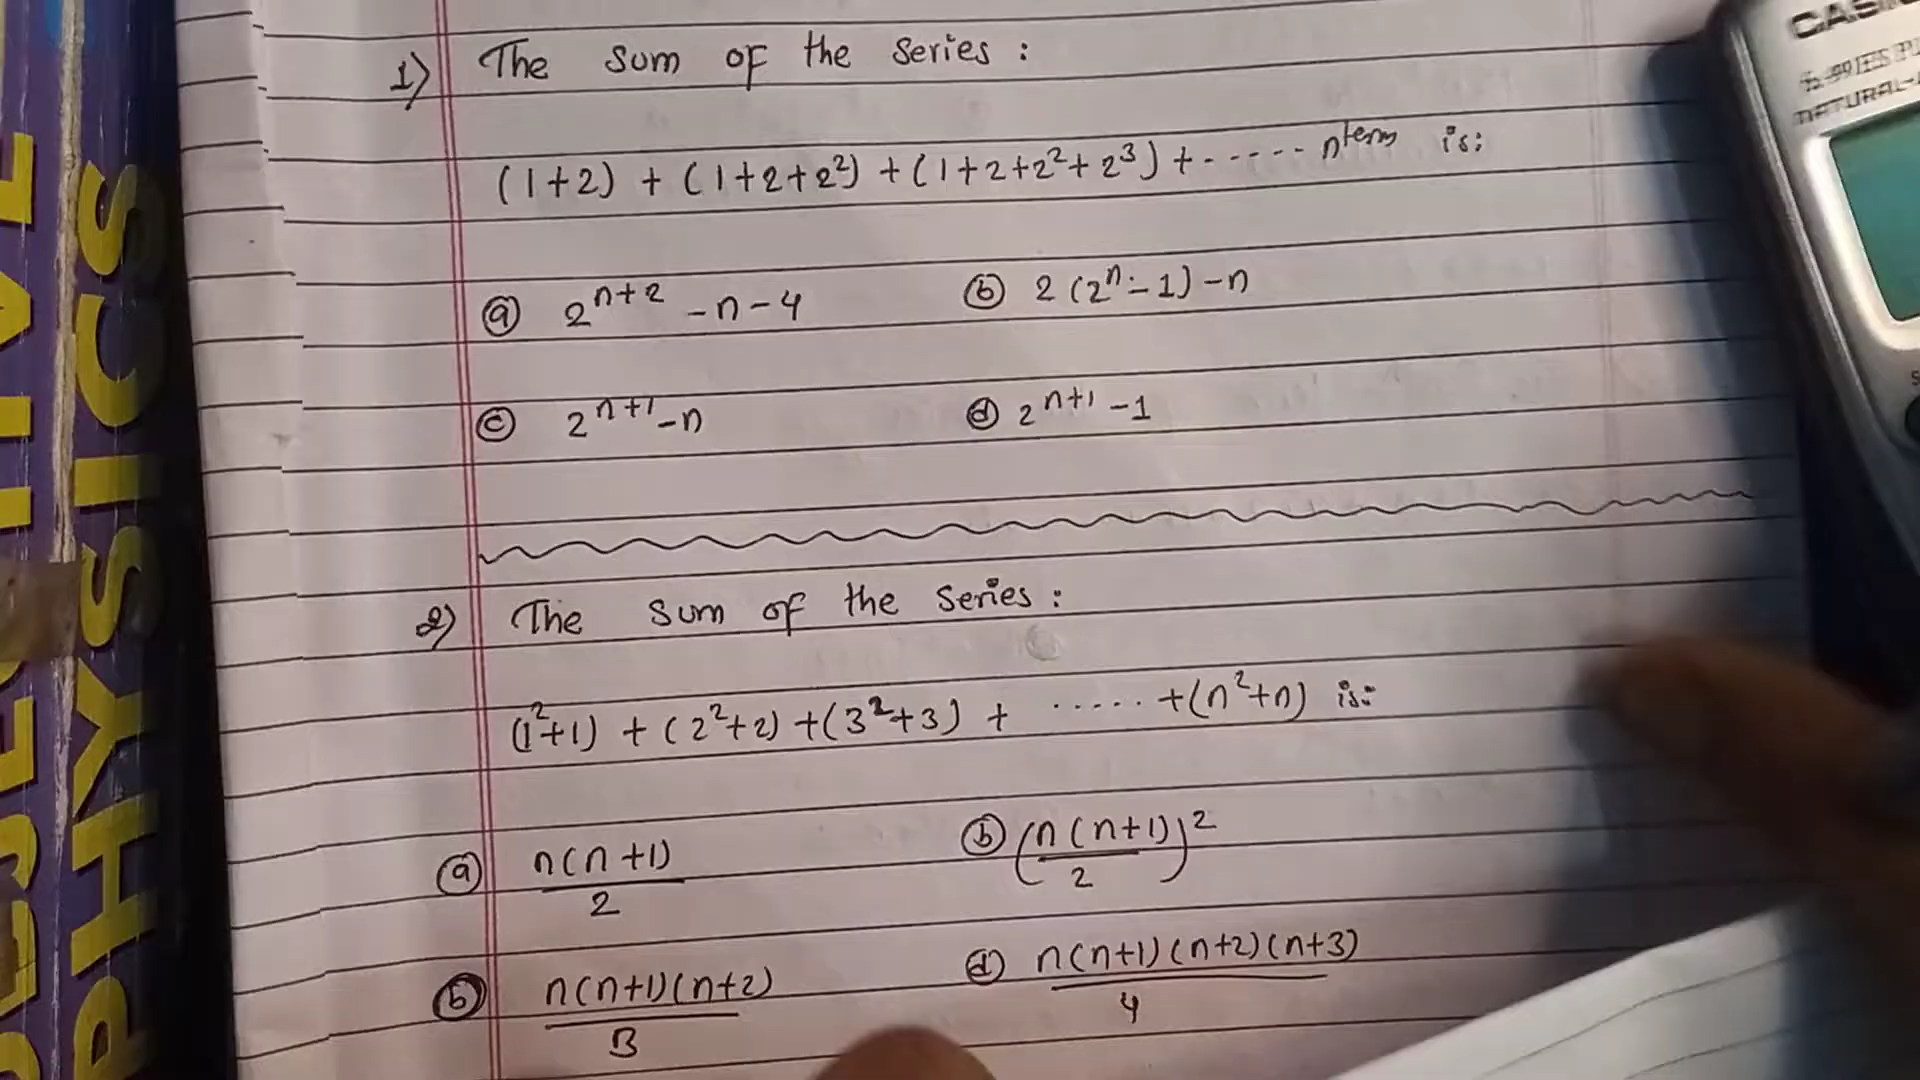 1) The sum of the series :
(1+2) + (1+2+2²) + (1+2+2²+2³) + ------ n^term is:
ⓐ 2^(n+2) - n - 4 ⓑ 2(2^n - 1) - n
ⓒ 2^(n+1) - n ⓓ 2^(n+1) - 1
2) The sum of the series :
(1²+1) + (2²+2) + (3²+3) + ...... + (n²+n) is:
ⓐ n(n+1)/2 ⓑ (n(n+1)/2)²
ⓑ n(n+1)(n+2)/3 ⓓ n(n+1)(n+2)(n+3)/4
PHYSICS